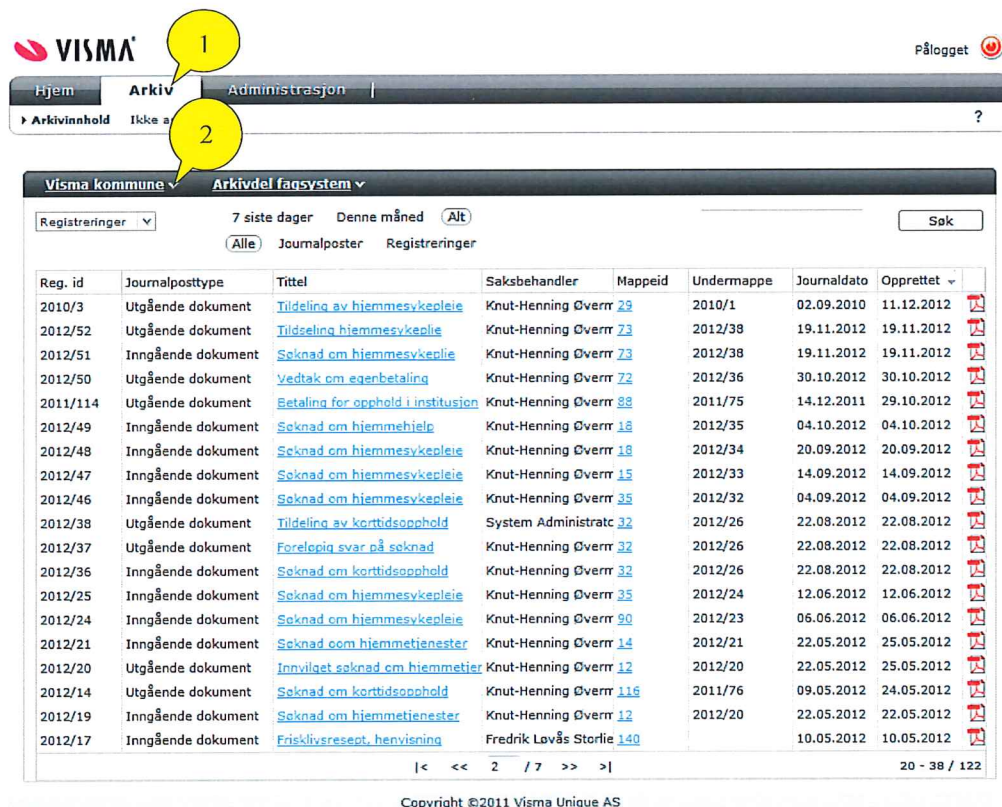 VISMA
1
Pålogget
Hjem Arkiv Administrasjon
Arkivinnhold Ikke a
?
2
Visma kommune Arkivdel fagsystem
Registreringer 7 siste dager Denne måned Alt Søk
Alle Journalposter Registreringer
Reg. id Journalposttype Tittel Saksbehandler Mappeid Undermappe Journaldato Opprettet
2010/3 Utgående dokument Tildeling av hjemmesykepleie Knut-Henning Øverm 29 2010/1 02.09.2010 11.12.2012
2012/52 Utgående dokument Tildseling hjemmesykeplie Knut-Henning Øverm 73 2012/38 19.11.2012 19.11.2012
2012/51 Inngående dokument Søknad om hjemmesykeplie Knut-Henning Øverm 73 2012/38 19.11.2012 19.11.2012
2012/50 Utgående dokument Vedtak om egenbetaling Knut-Henning Øverm 72 2012/36 30.10.2012 30.10.2012
2011/114 Utgående dokument Betaling for opphold i institusjon Knut-Henning Øverm 88 2011/75 14.12.2011 29.10.2012
2012/49 Inngående dokument Søknad om hjemmehjelp Knut-Henning Øverm 18 2012/35 04.10.2012 04.10.2012
2012/48 Inngående dokument Søknad om hjemmesykepleie Knut-Henning Øverm 18 2012/34 20.09.2012 20.09.2012
2012/47 Inngående dokument Søknad om hjemmesykepleie Knut-Henning Øverm 15 2012/33 14.09.2012 14.09.2012
2012/46 Inngående dokument Søknad om hjemmesykepleie Knut-Henning Øverm 35 2012/32 04.09.2012 04.09.2012
2012/38 Utgående dokument Tildeling av korttidsopphold System Administratc 32 2012/26 22.08.2012 22.08.2012
2012/37 Utgående dokument Foreløpig svar på søknad Knut-Henning Øverm 32 2012/26 22.08.2012 22.08.2012
2012/36 Inngående dokument Søknad om korttidsopphold Knut-Henning Øverm 32 2012/26 22.08.2012 22.08.2012
2012/25 Inngående dokument Søknad om hjemmesykepleie Knut-Henning Øverm 35 2012/24 12.06.2012 12.06.2012
2012/24 Inngående dokument Søknad om hjemmesykepleie Knut-Henning Øverm 90 2012/23 06.06.2012 06.06.2012
2012/21 Inngående dokument Søknad oom hjemmetjenester Knut-Henning Øverm 14 2012/21 22.05.2012 25.05.2012
2012/20 Utgående dokument Innvilget søknad om hjemmetjer Knut-Henning Øverm 12 2012/20 22.05.2012 25.05.2012
2012/14 Utgående dokument Søknad om korttidsopphold Knut-Henning Øverm 116 2011/76 09.05.2012 24.05.2012
2012/19 Inngående dokument Søknad om hjemmetjenester Knut-Henning Øverm 12 2012/20 22.05.2012 22.05.2012
2012/17 Inngående dokument Frisklivsresept, henvisning Fredrik Løvås Storlie 140 10.05.2012 10.05.2012
|< << 2 / 7 >> >| 20 - 38 / 122
Copyright ©2011 Visma Unique AS